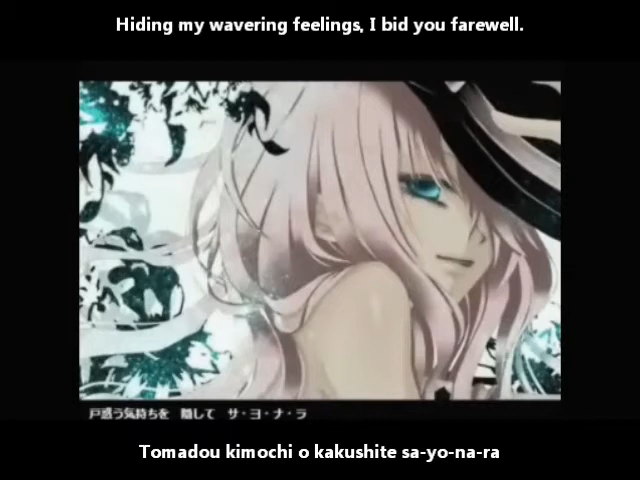 Hiding my wavering feelings, I bid you farewell.
戸惑う気持ちを 隠して サ・ヨ・ナ・ラ
Tomadou kimochi o kakushite sa-yo-na-ra